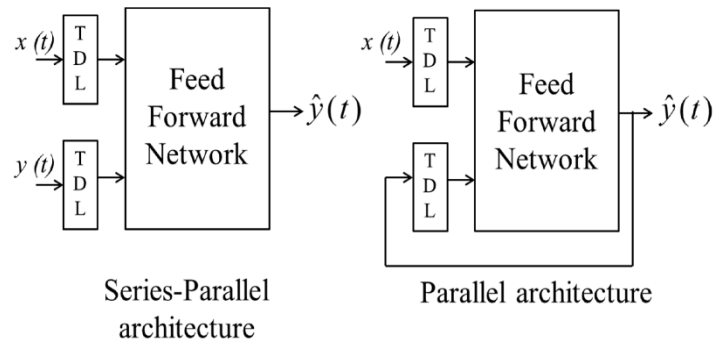 x (t)
T
D
L
Feed
Forward
Network
ŷ(t)
y (t)
T
D
L
Series-Parallel
architecture
x (t)
T
D
L
Feed
Forward
Network
ŷ(t)
T
D
L
Parallel architecture